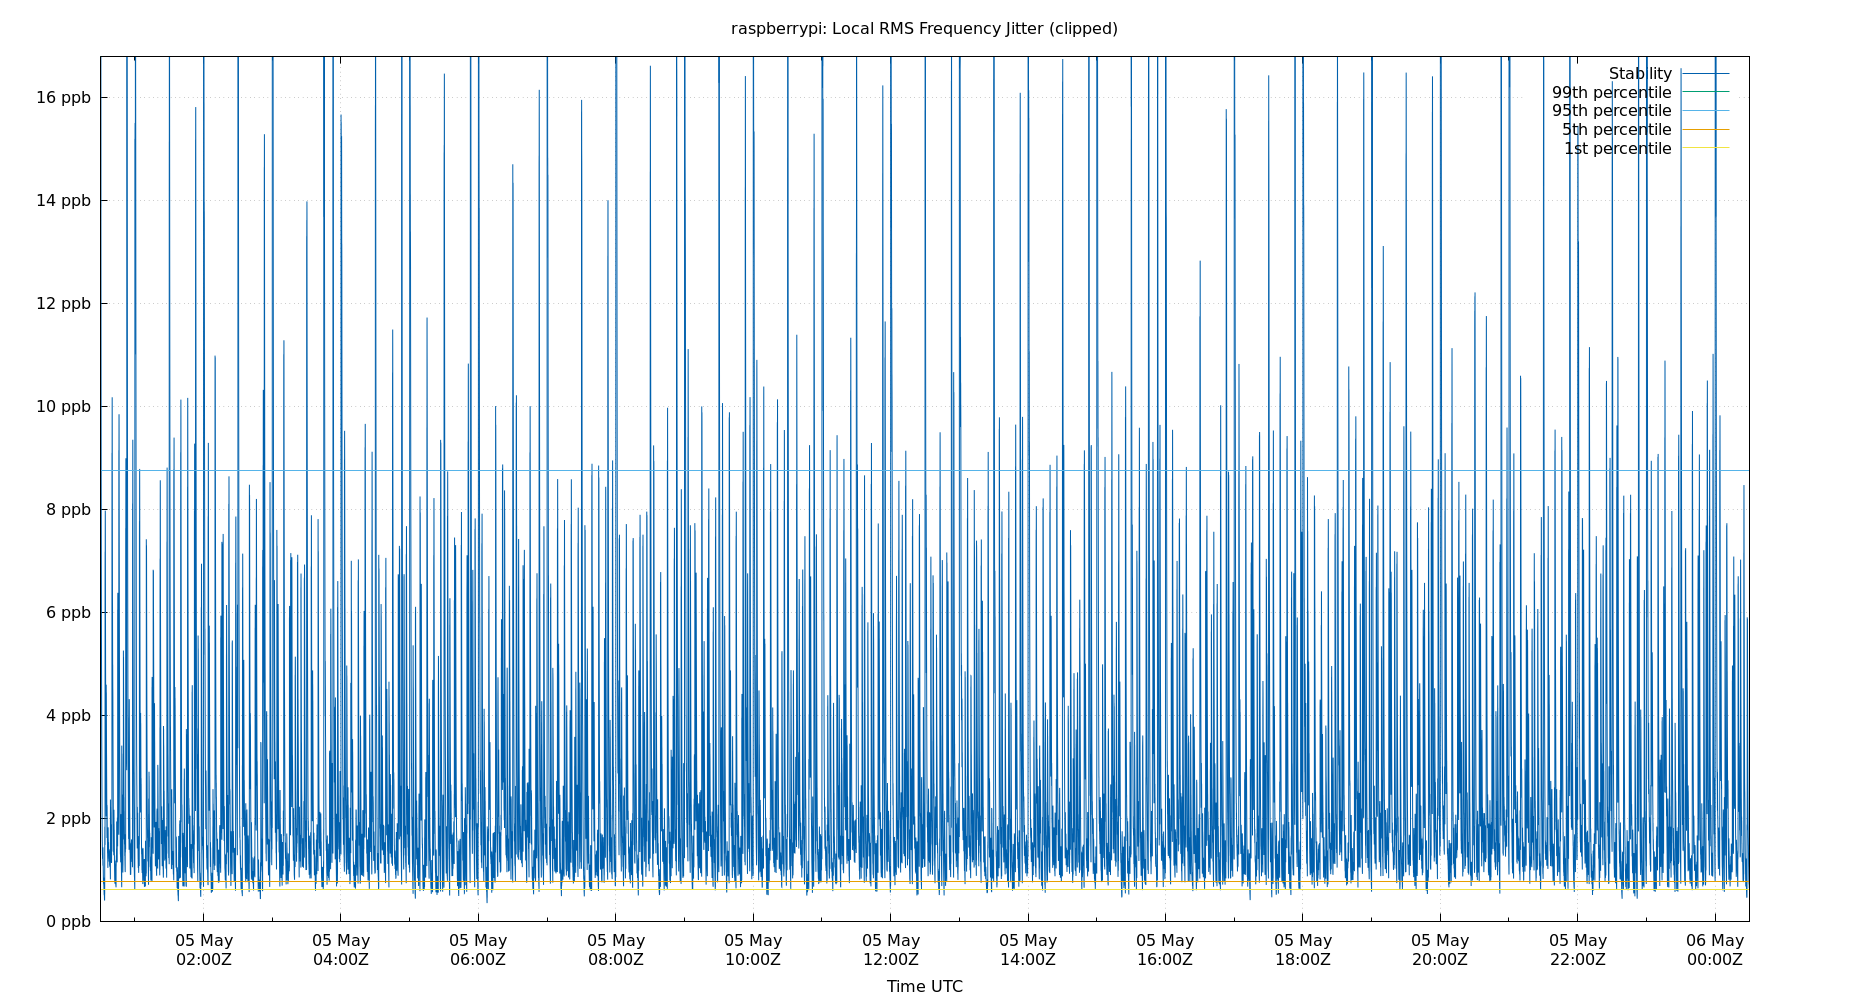 raspberrypi: Local RMS Frequency Jitter (clipped)
Stability
99th percentile
95th percentile
5th percentile
1st percentile
16 ppb
14 ppb
12 ppb
10 ppb
8 ppb
6 ppb
4 ppb
2 ppb
0 ppb
05 May 05 May 05 May 05 May 05 May 05 May 05 May 05 May 05 May 05 May 05 May 06 May
02:00Z 04:00Z 06:00Z 08:00Z 10:00Z 12:00Z 14:00Z 16:00Z 18:00Z 20:00Z 22:00Z 00:00Z
Time UTC